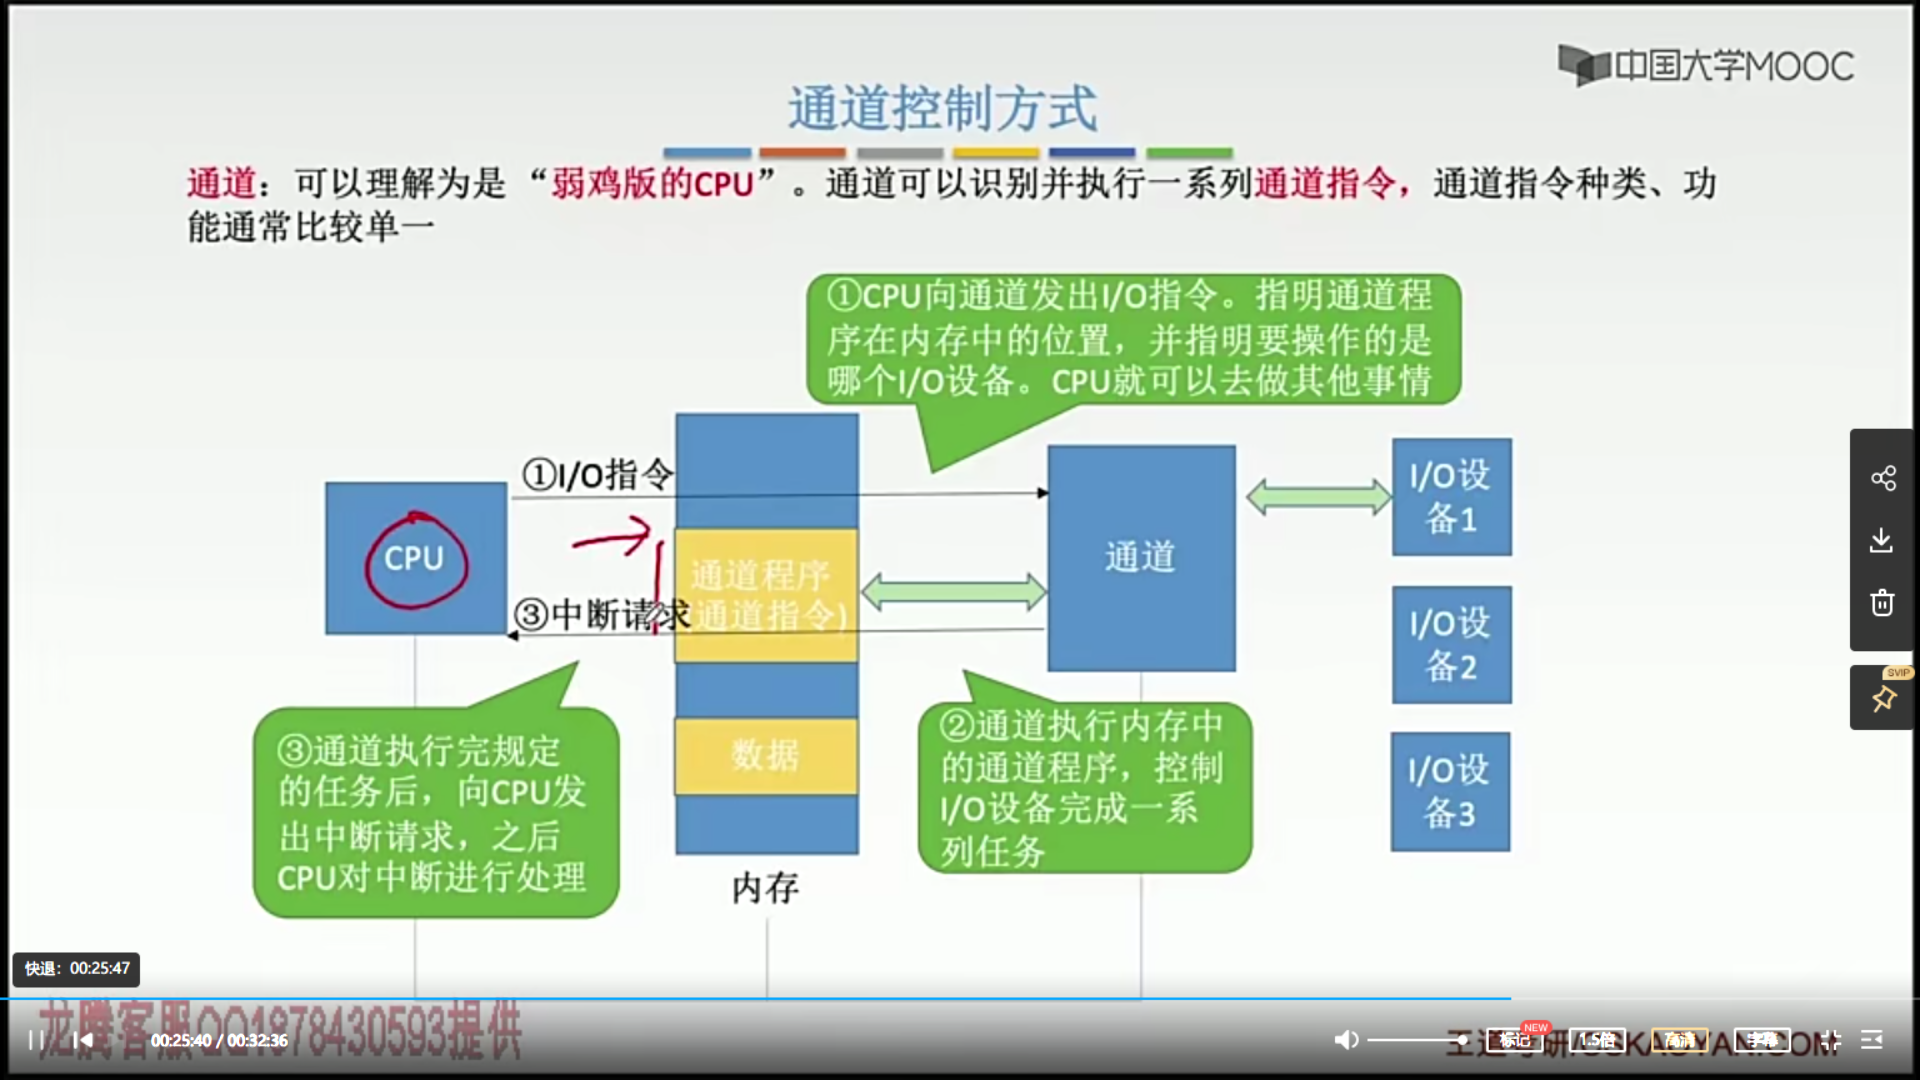 中国大学MOOC
通道控制方式
通道：可以理解为是“弱鸡版的CPU”。通道可以识别并执行一系列通道指令，通道指令种类、功
能通常比较单一
①CPU向通道发出I/O指令。指明通道程
序在内存中的位置，并指明要操作的是
哪个I/O设备。CPU就可以去做其他事情
①I/O指令
CPU
③中断请求
通道程序
(通道指令)
数据
内存
通道
I/O设
备1
I/O设
备2
I/O设
备3
③通道执行完规定
的任务后，向CPU发
出中断请求，之后
CPU对中断进行处理
②通道执行内存中
的通道程序，控制
I/O设备完成一系
列任务
SVIP
快退：00:25:47
龙腾客服QQ1878430593提供
00:25:40 / 00:32:36
王道考研/CSKAOYAN.COM
NEW
标记
1.5倍
高清
字幕